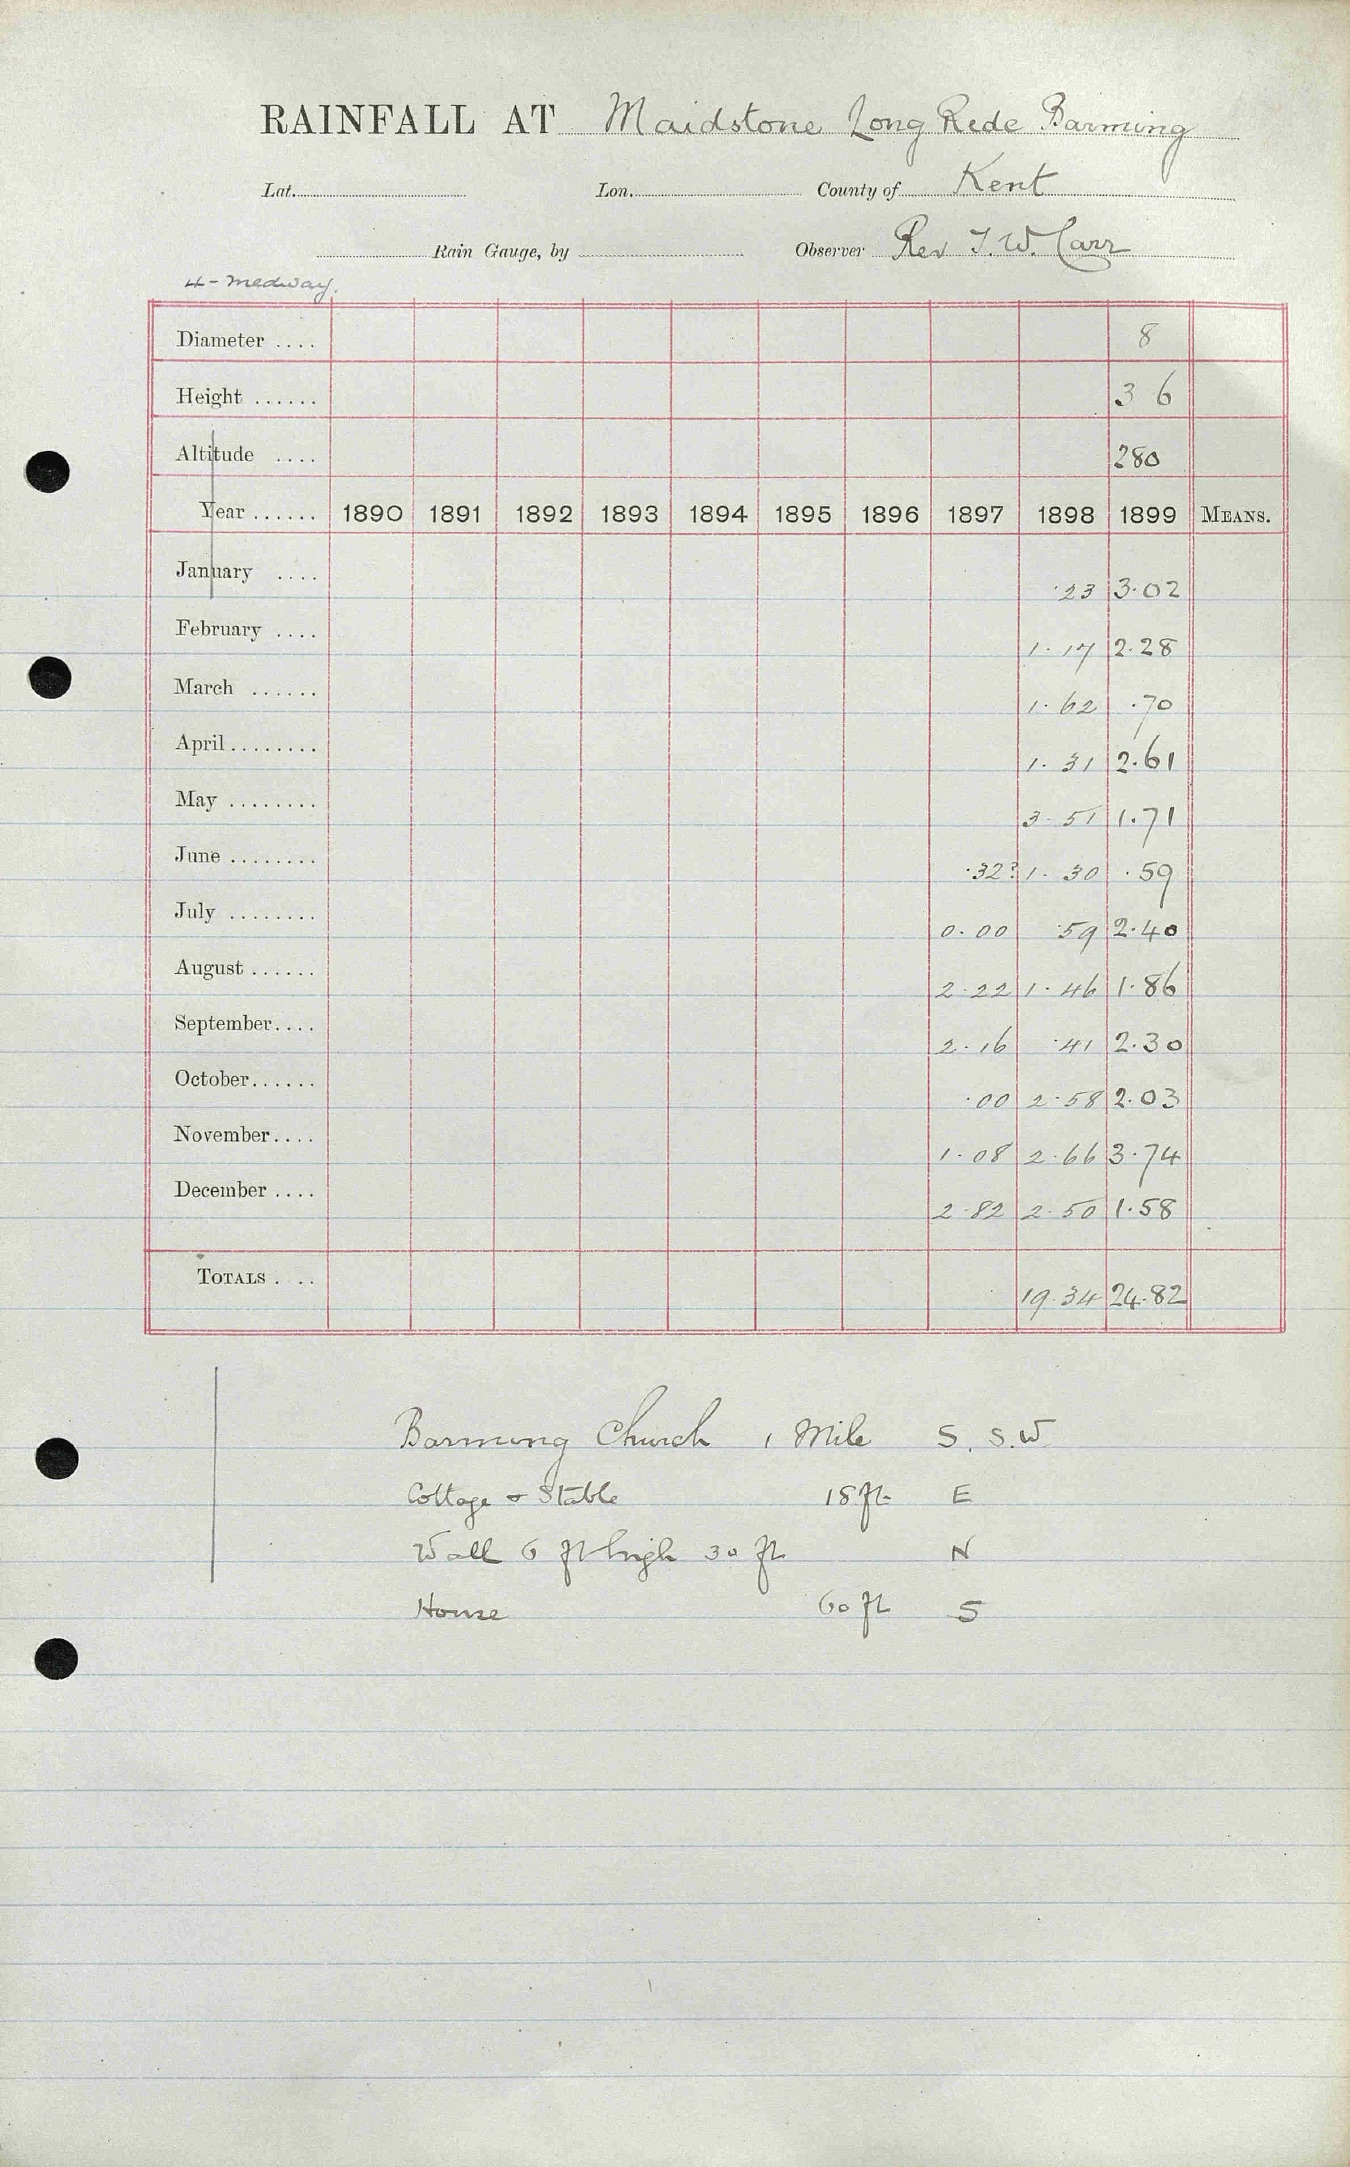 RAINFALL AT Maidstone Long Rede Barming
Lat. Lon. County of Kent
Rain Gauge, by Observer Rev T. W. Carr
4 - Medway.
Diameter .... 8
Height ...... 3 6
Altitude .... 280
Year ...... 1890 1891 1892 1893 1894 1895 1896 1897 1898 1899 MEANS.
January .... .23 3.02
February .... 1.17 2.28
March ...... 1.62 .70
April ........ 1.31 2.61
May ........ 3.51 1.71
June ........ .32? 1.30 .59
July ........ 0.00 .59 2.40
August ...... 2.22 1.46 1.86
September .... 2.16 .41 2.30
October ...... .00 2.58 2.03
November .... 1.08 2.66 3.74
December .... 2.82 2.50 1.58
TOTALS . .. 19.34 24.82
Barming Church 1 Mile S. S.W
Cottage & Stable 18 ft E
Wall 6 ft high 30 ft N
House 60 ft S